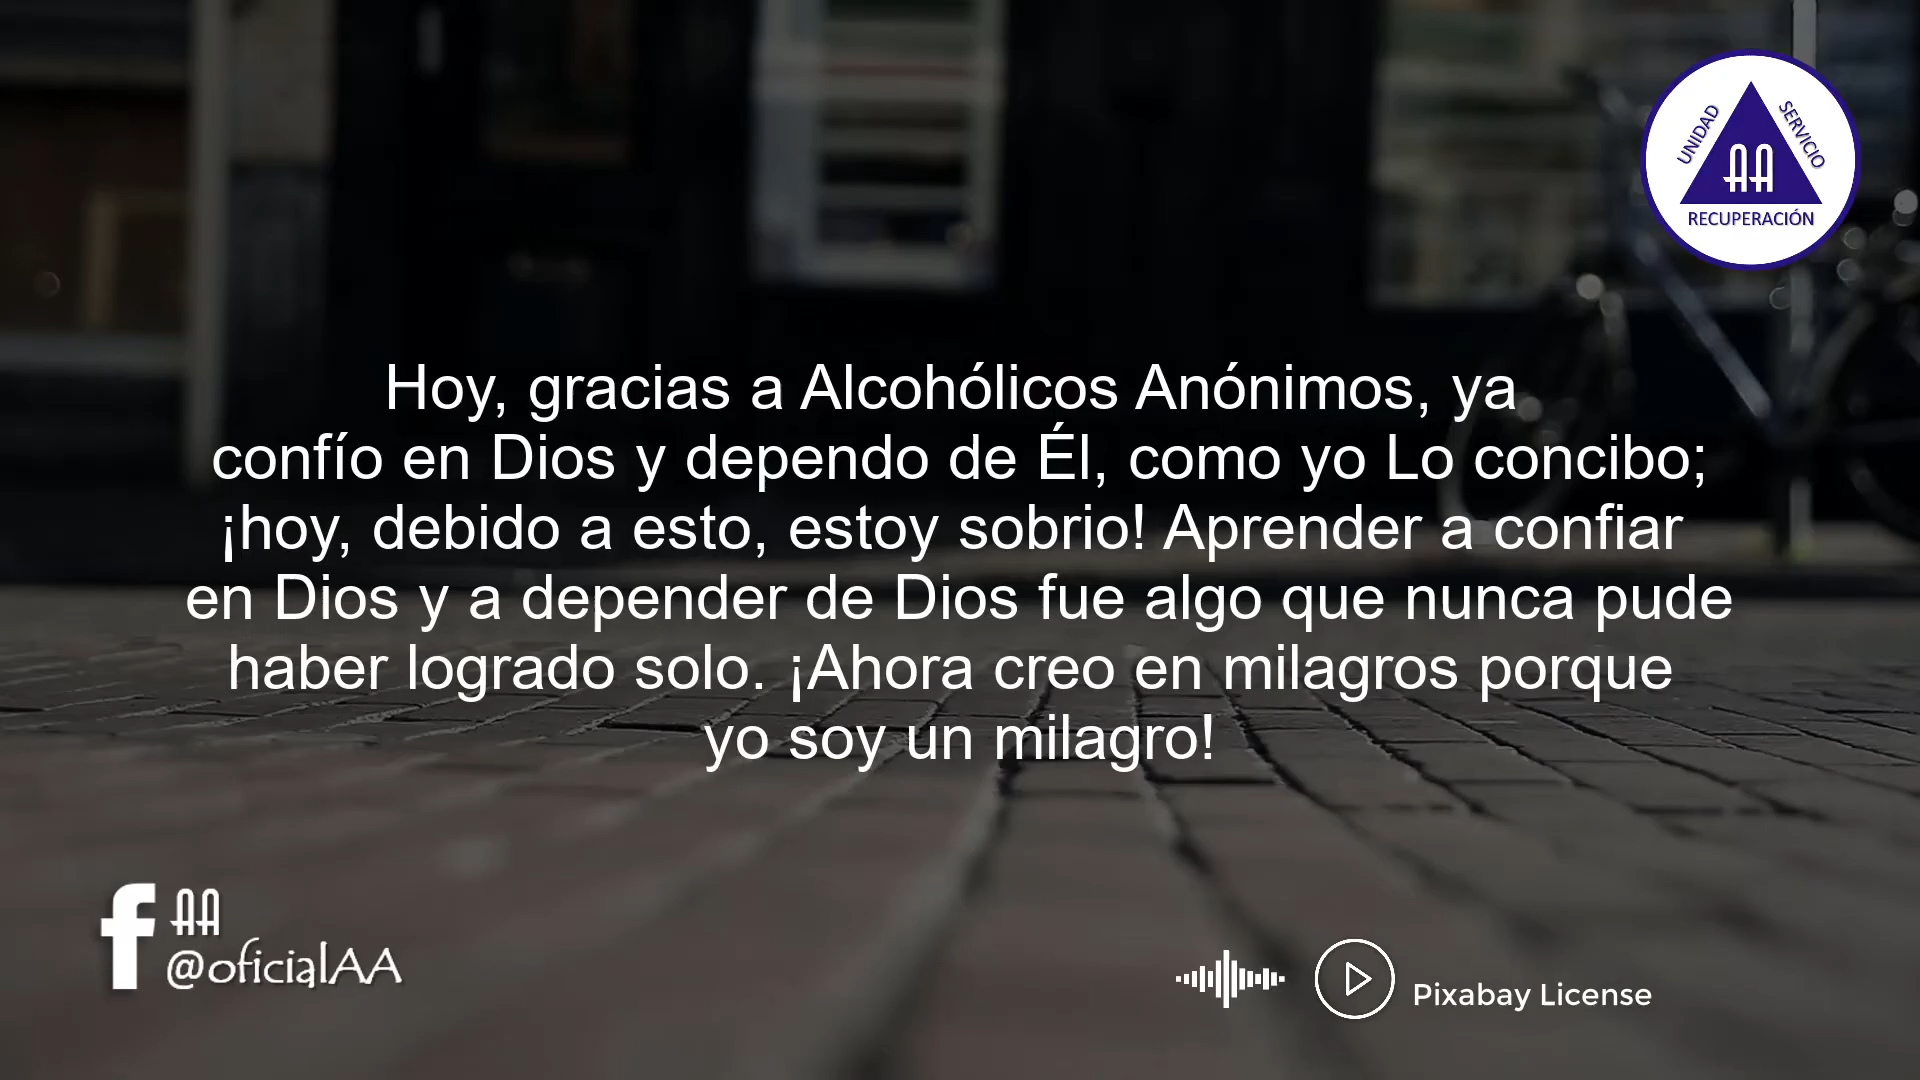 UNIDAD
SERVICIO
AA
RECUPERACIÓN
Hoy, gracias a Alcohólicos Anónimos, ya
confío en Dios y dependo de Él, como yo Lo concibo;
¡hoy, debido a esto, estoy sobrio! Aprender a confiar
en Dios y a depender de Dios fue algo que nunca pude
haber logrado solo. ¡Ahora creo en milagros porque
yo soy un milagro!
f AA
@oficialAA
Pixabay License